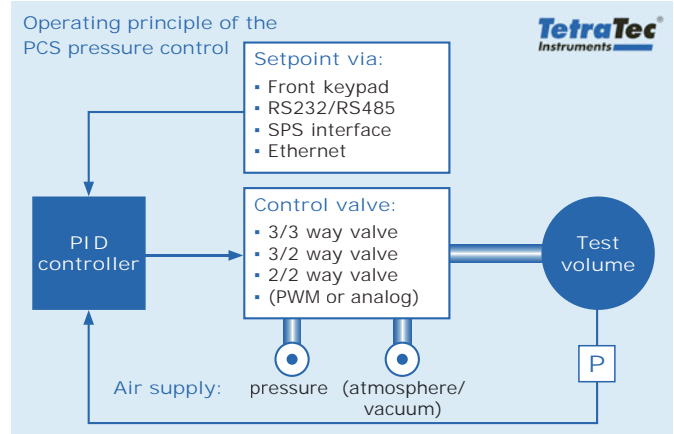 Operating principle of the
PCS pressure control
TetraTec®
Instruments
Setpoint via:
▪ Front keypad
▪ RS232/RS485
▪ SPS interface
▪ Ethernet
PID
controller
Control valve:
▪ 3/3 way valve
▪ 3/2 way valve
▪ 2/2 way valve
▪ (PWM or analog)
Test
volume
P
Air supply:
pressure
(atmosphere/
vacuum)